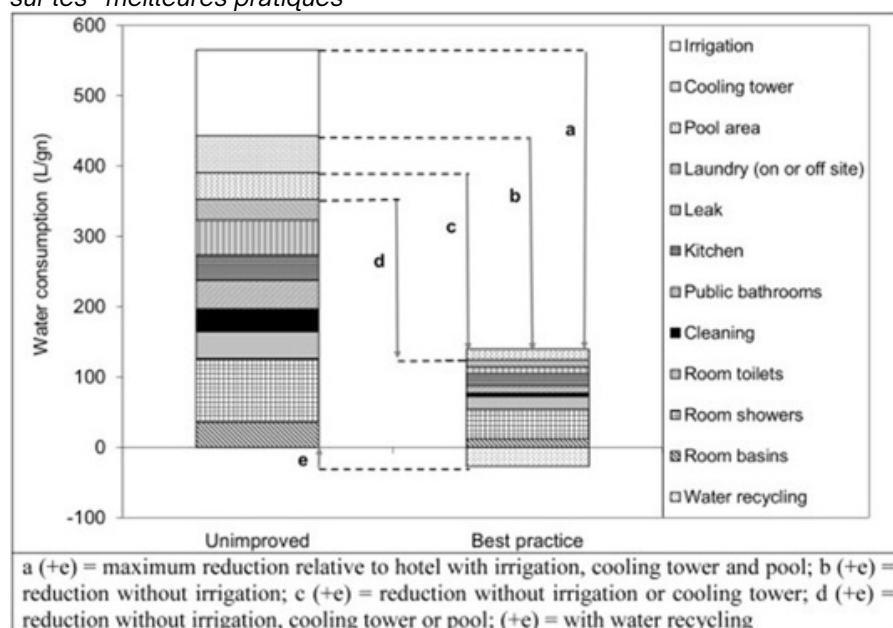 sur les "meilleures pratiques"
600
500
400
300
200
100
0
-100
Water consumption (L/gn)
a
b
c
d
e
Unimproved
Best practice
Irrigation
Cooling tower
Pool area
Laundry (on or off site)
Leak
Kitchen
Public bathrooms
Cleaning
Room toilets
Room showers
Room basins
Water recycling
a (+e) = maximum reduction relative to hotel with irrigation, cooling tower and pool; b (+e) =
reduction without irrigation; c (+e) = reduction without irrigation or cooling tower; d (+e) =
reduction without irrigation, cooling tower or pool; (+e) = with water recycling